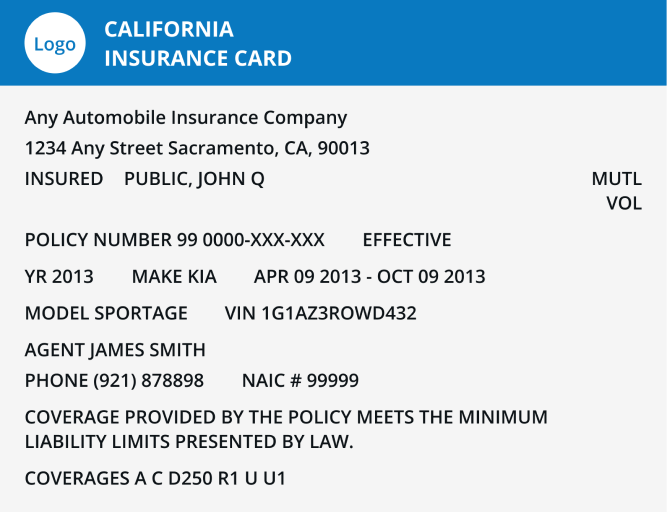 Logo
CALIFORNIA
INSURANCE CARD
Any Automobile Insurance Company
1234 Any Street Sacramento, CA, 90013
INSURED PUBLIC, JOHN Q MUTL
VOL
POLICY NUMBER 99 0000-XXX-XXX EFFECTIVE
YR 2013 MAKE KIA APR 09 2013 - OCT 09 2013
MODEL SPORTAGE VIN 1G1AZ3ROWD432
AGENT JAMES SMITH
PHONE (921) 878898 NAIC # 99999
COVERAGE PROVIDED BY THE POLICY MEETS THE MINIMUM
LIABILITY LIMITS PRESENTED BY LAW.
COVERAGES A C D250 R1 U U1